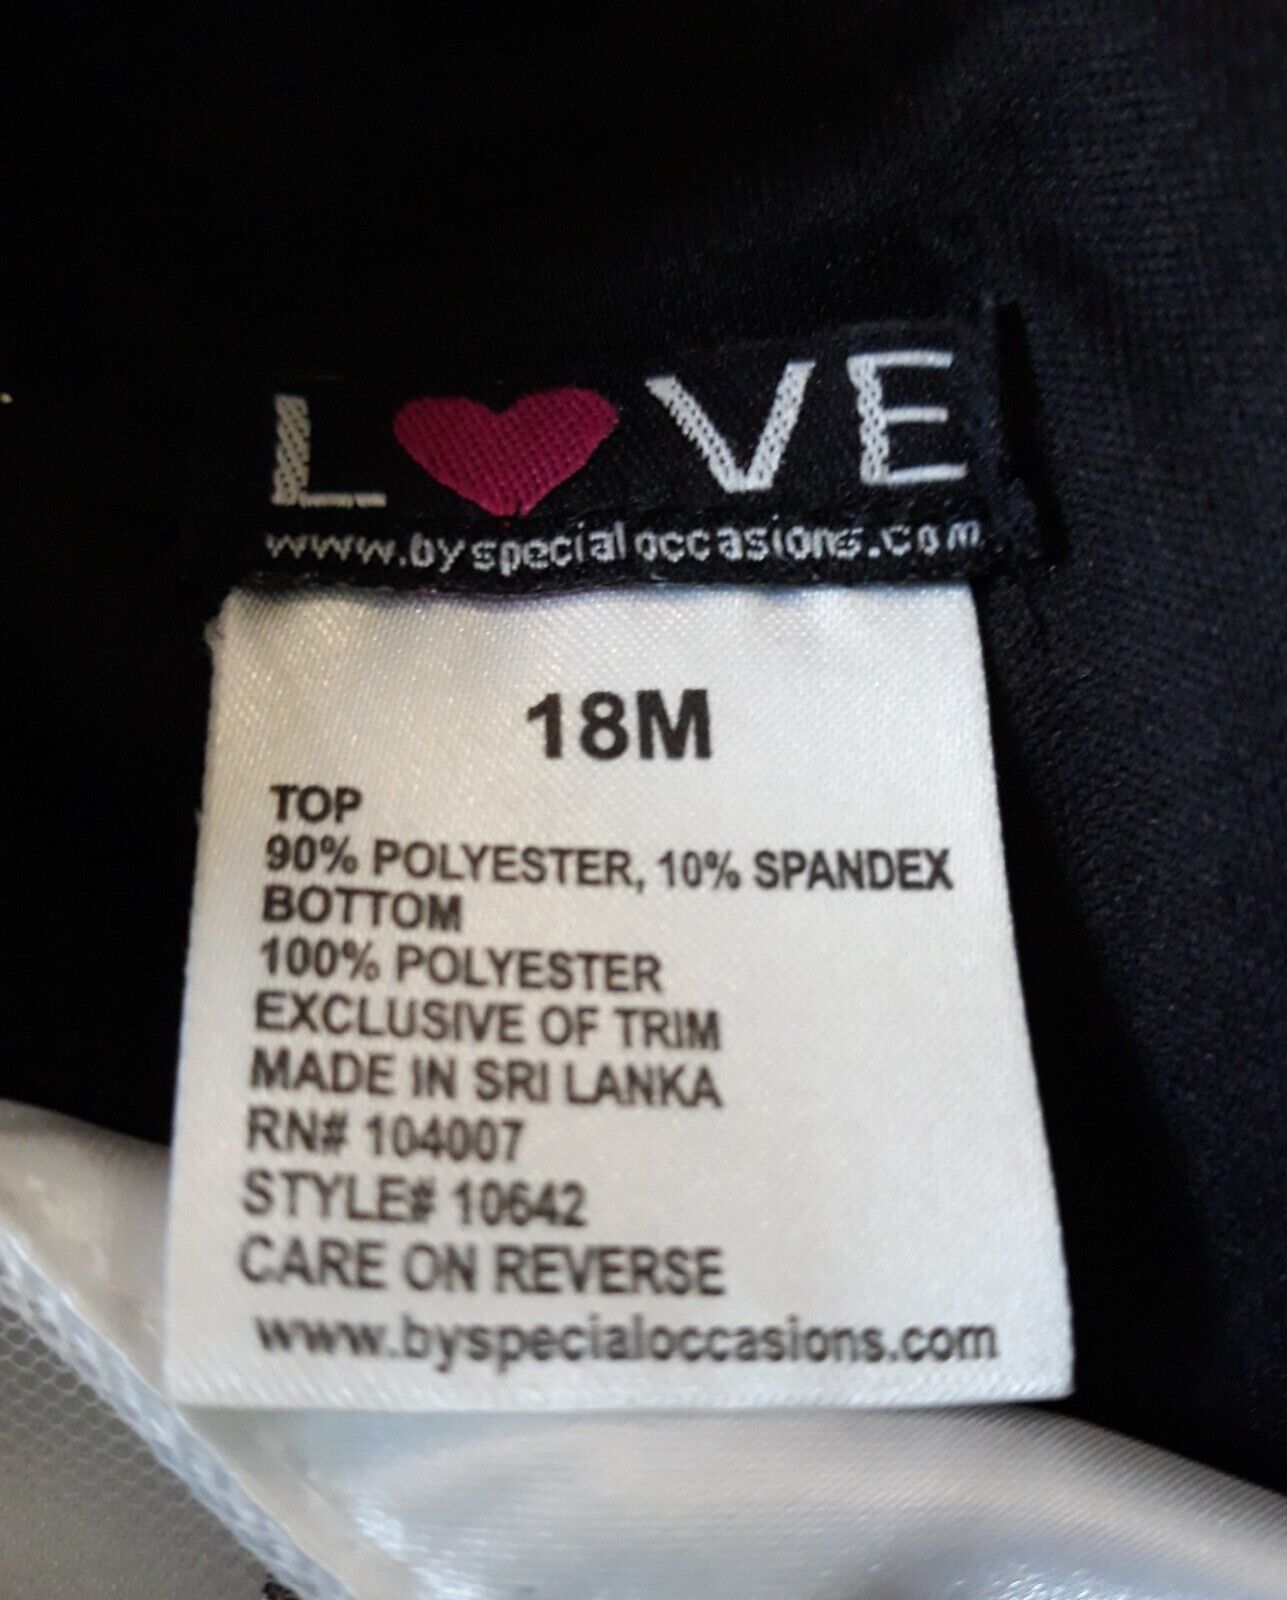 L♥VE
www.byspecialoccasions.com
18M
TOP
90% POLYESTER, 10% SPANDEX
BOTTOM
100% POLYESTER
EXCLUSIVE OF TRIM
MADE IN SRI LANKA
RN# 104007
STYLE# 10642
CARE ON REVERSE
www.byspecialoccasions.com